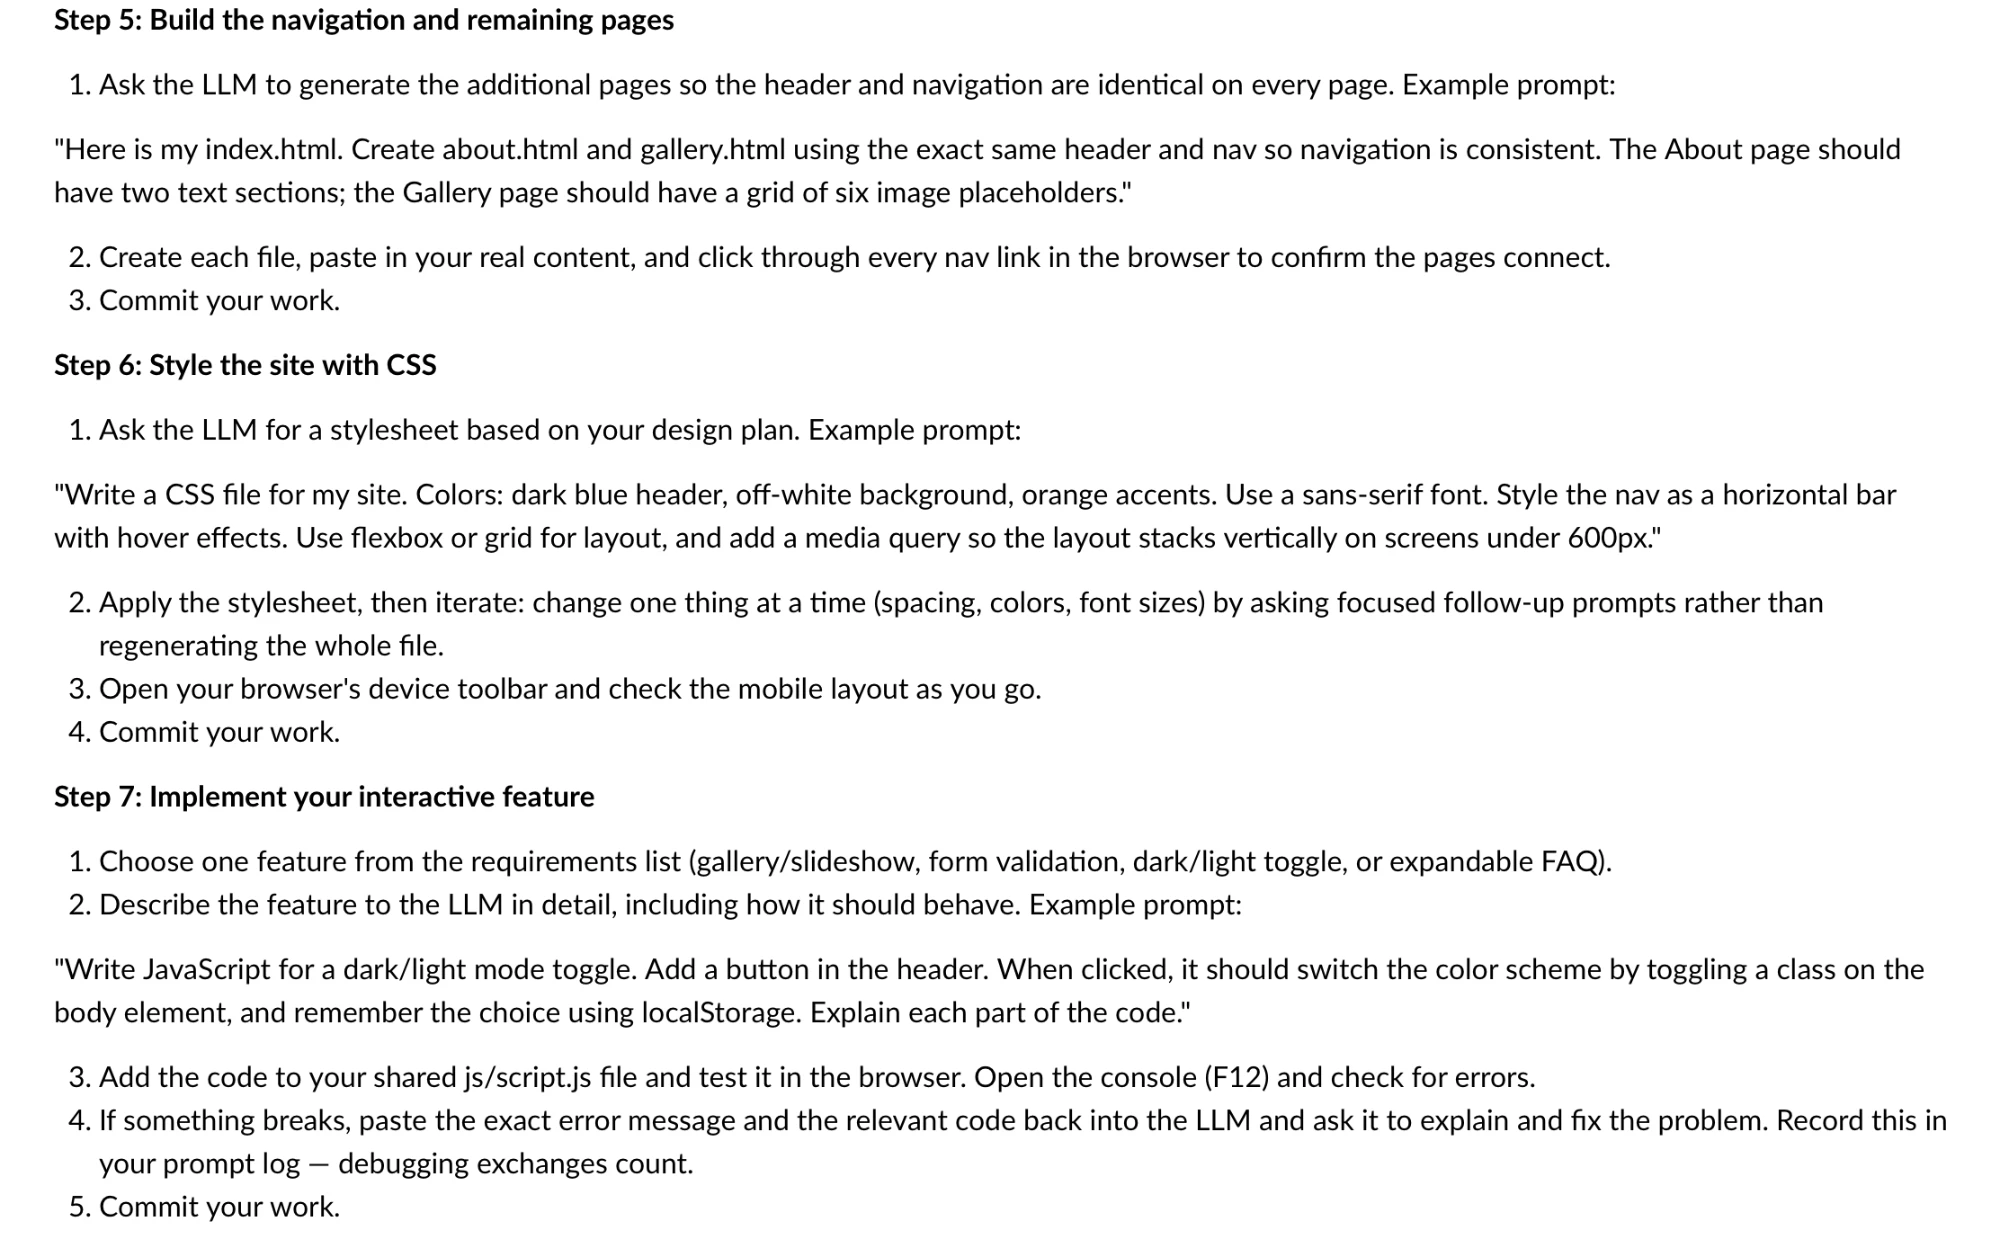 Step 5: Build the navigation and remaining pages
1. Ask the LLM to generate the additional pages so the header and navigation are identical on every page. Example prompt:
"Here is my index.html. Create about.html and gallery.html using the exact same header and nav so navigation is consistent. The About page should
have two text sections; the Gallery page should have a grid of six image placeholders."
2. Create each file, paste in your real content, and click through every nav link in the browser to confirm the pages connect.
3. Commit your work.
Step 6: Style the site with CSS
1. Ask the LLM for a stylesheet based on your design plan. Example prompt:
"Write a CSS file for my site. Colors: dark blue header, off-white background, orange accents. Use a sans-serif font. Style the nav as a horizontal bar
with hover effects. Use flexbox or grid for layout, and add a media query so the layout stacks vertically on screens under 600px."
2. Apply the stylesheet, then iterate: change one thing at a time (spacing, colors, font sizes) by asking focused follow-up prompts rather than
regenerating the whole file.
3. Open your browser's device toolbar and check the mobile layout as you go.
4. Commit your work.
Step 7: Implement your interactive feature
1. Choose one feature from the requirements list (gallery/slideshow, form validation, dark/light toggle, or expandable FAQ).
2. Describe the feature to the LLM in detail, including how it should behave. Example prompt:
"Write JavaScript for a dark/light mode toggle. Add a button in the header. When clicked, it should switch the color scheme by toggling a class on the
body element, and remember the choice using localStorage. Explain each part of the code."
3. Add the code to your shared js/script.js file and test it in the browser. Open the console (F12) and check for errors.
4. If something breaks, paste the exact error message and the relevant code back into the LLM and ask it to explain and fix the problem. Record this in
your prompt log — debugging exchanges count.
5. Commit your work.